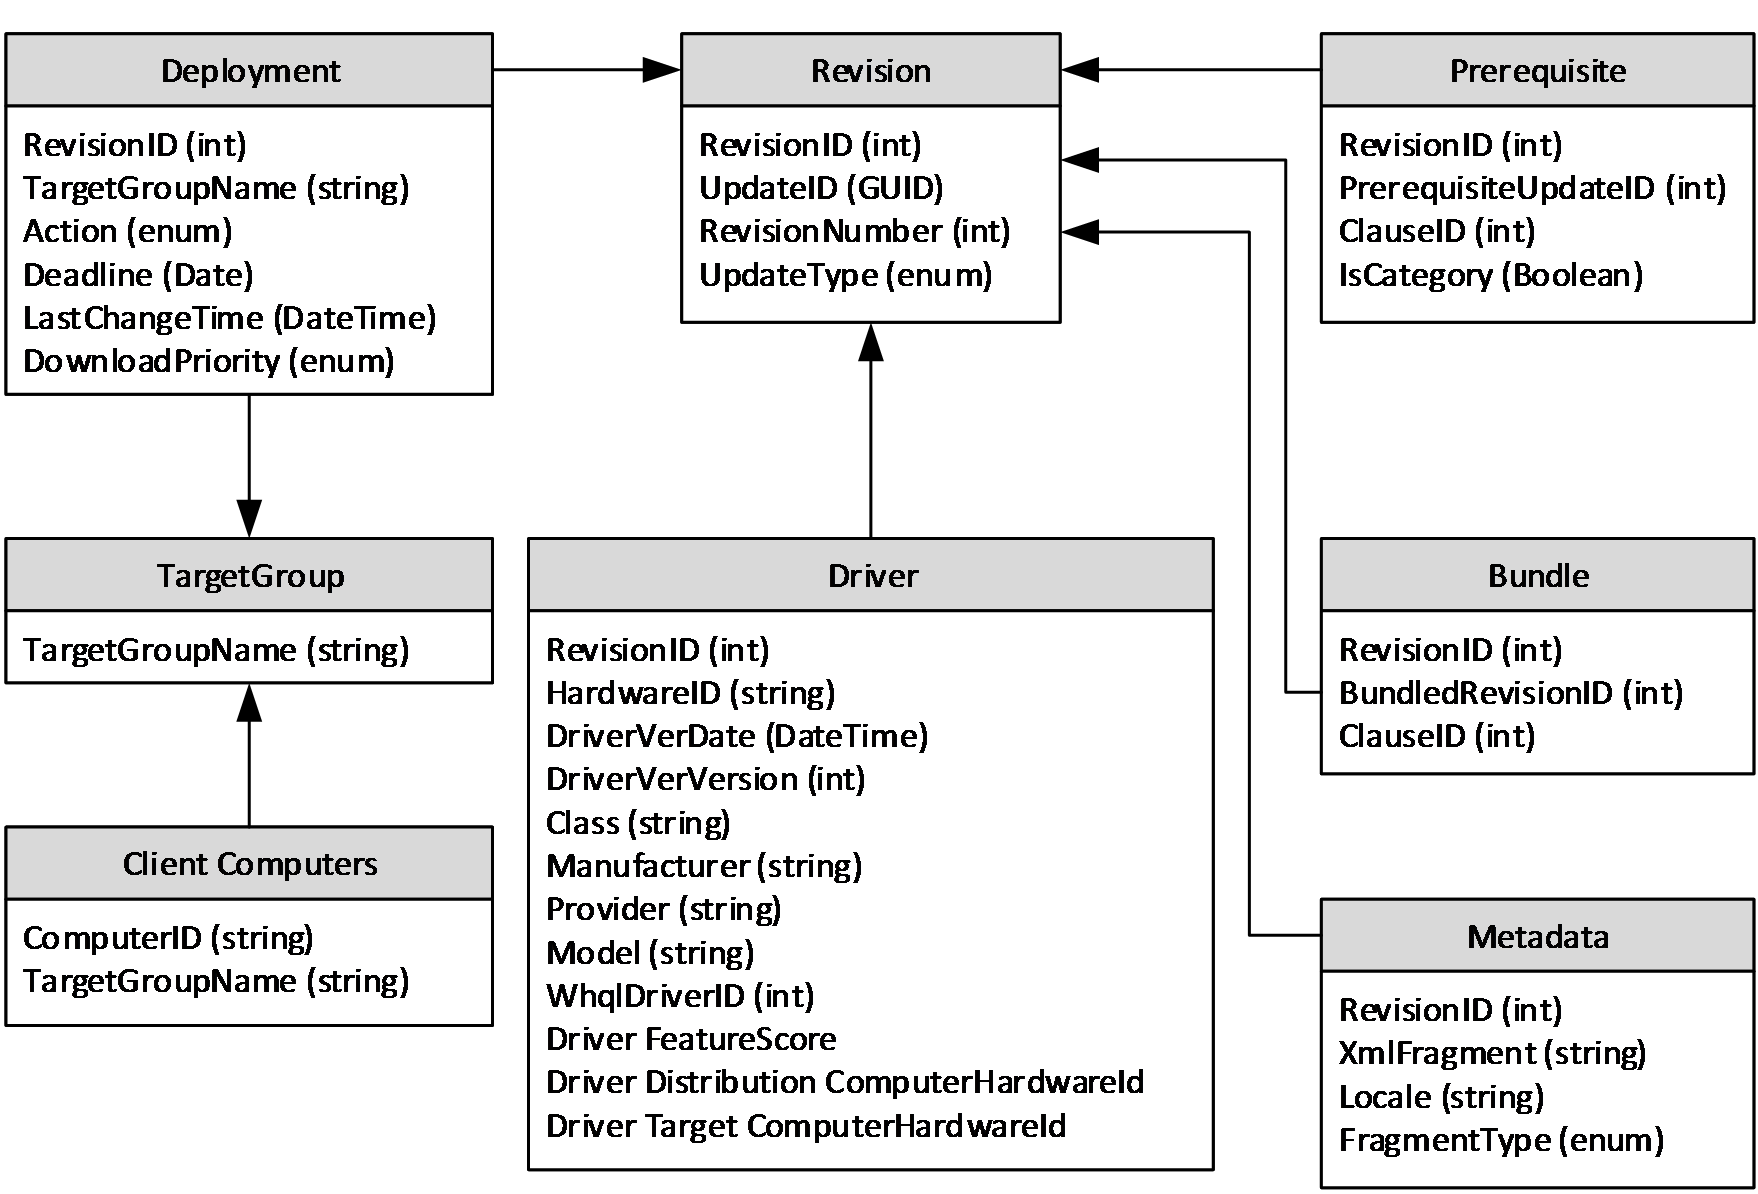 Deployment
RevisionID (int)
TargetGroupName (string)
Action (enum)
Deadline (Date)
LastChangeTime (DateTime)
DownloadPriority (enum)
Revision
RevisionID (int)
UpdateID (GUID)
RevisionNumber (int)
UpdateType (enum)
Prerequisite
RevisionID (int)
PrerequisiteUpdateID (int)
ClauseID (int)
IsCategory (Boolean)
TargetGroup
TargetGroupName (string)
Driver
RevisionID (int)
HardwareID (string)
DriverVerDate (DateTime)
DriverVerVersion (int)
Class (string)
Manufacturer (string)
Provider (string)
Model (string)
WhqlDriverID (int)
Driver FeatureScore
Driver Distribution ComputerHardwareId
Driver Target ComputerHardwareId
Bundle
RevisionID (int)
BundledRevisionID (int)
ClauseID (int)
Client Computers
ComputerID (string)
TargetGroupName (string)
Metadata
RevisionID (int)
XmlFragment (string)
Locale (string)
FragmentType (enum)